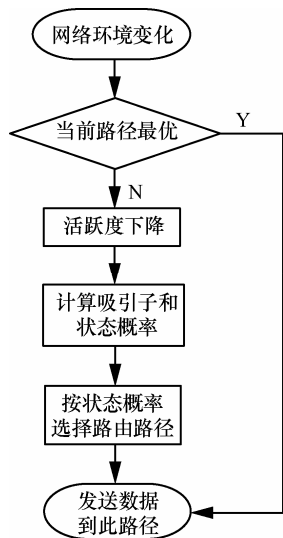 网络环境变化
当前路径最优
Y
N
活跃度下降
计算吸引子和
状态概率
按状态概率
选择路由路径
发送数据
到此路径